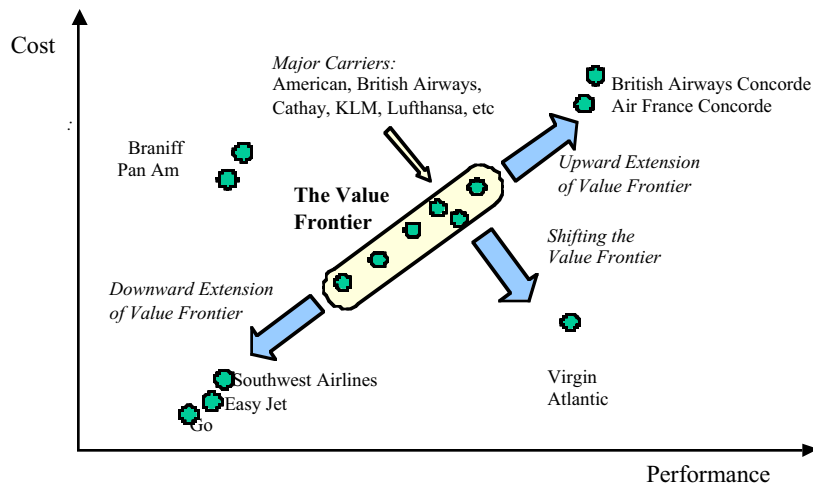 Cost
Major Carriers:
American, British Airways,
Cathay, KLM, Lufthansa, etc
British Airways Concorde
Air France Concorde
:
Braniff
Pan Am
Upward Extension
of Value Frontier
The Value
Frontier
Shifting the
Value Frontier
Downward Extension
of Value Frontier
Southwest Airlines
Easy Jet
Go
Virgin
Atlantic
Performance